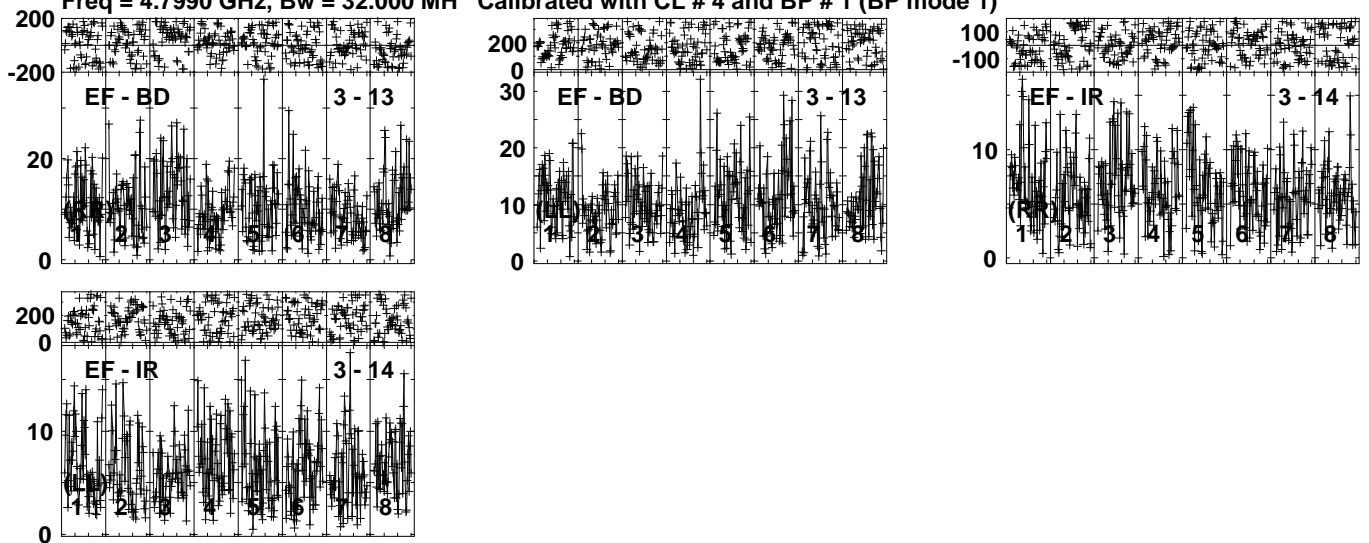 Freq = 4.7990 GHz, Bw = 32.000 MH Calibrated with CL # 4 and BP # 1 (BP mode 1)
200
-200
EF - BD 3 - 13
20
(RR)
1 2 3 4 5 6 7 8
0
200
0
30
EF - BD 3 - 13
20
10
(LL)
1 2 3 4 5 6 7 8
0
100
-100
EF - IR 3 - 14
10
(RR)
1 2 3 4 5 6 7 8
0
200
0
EF - IR 3 - 14
10
(LL)
1 2 3 4 5 6 7 8
0